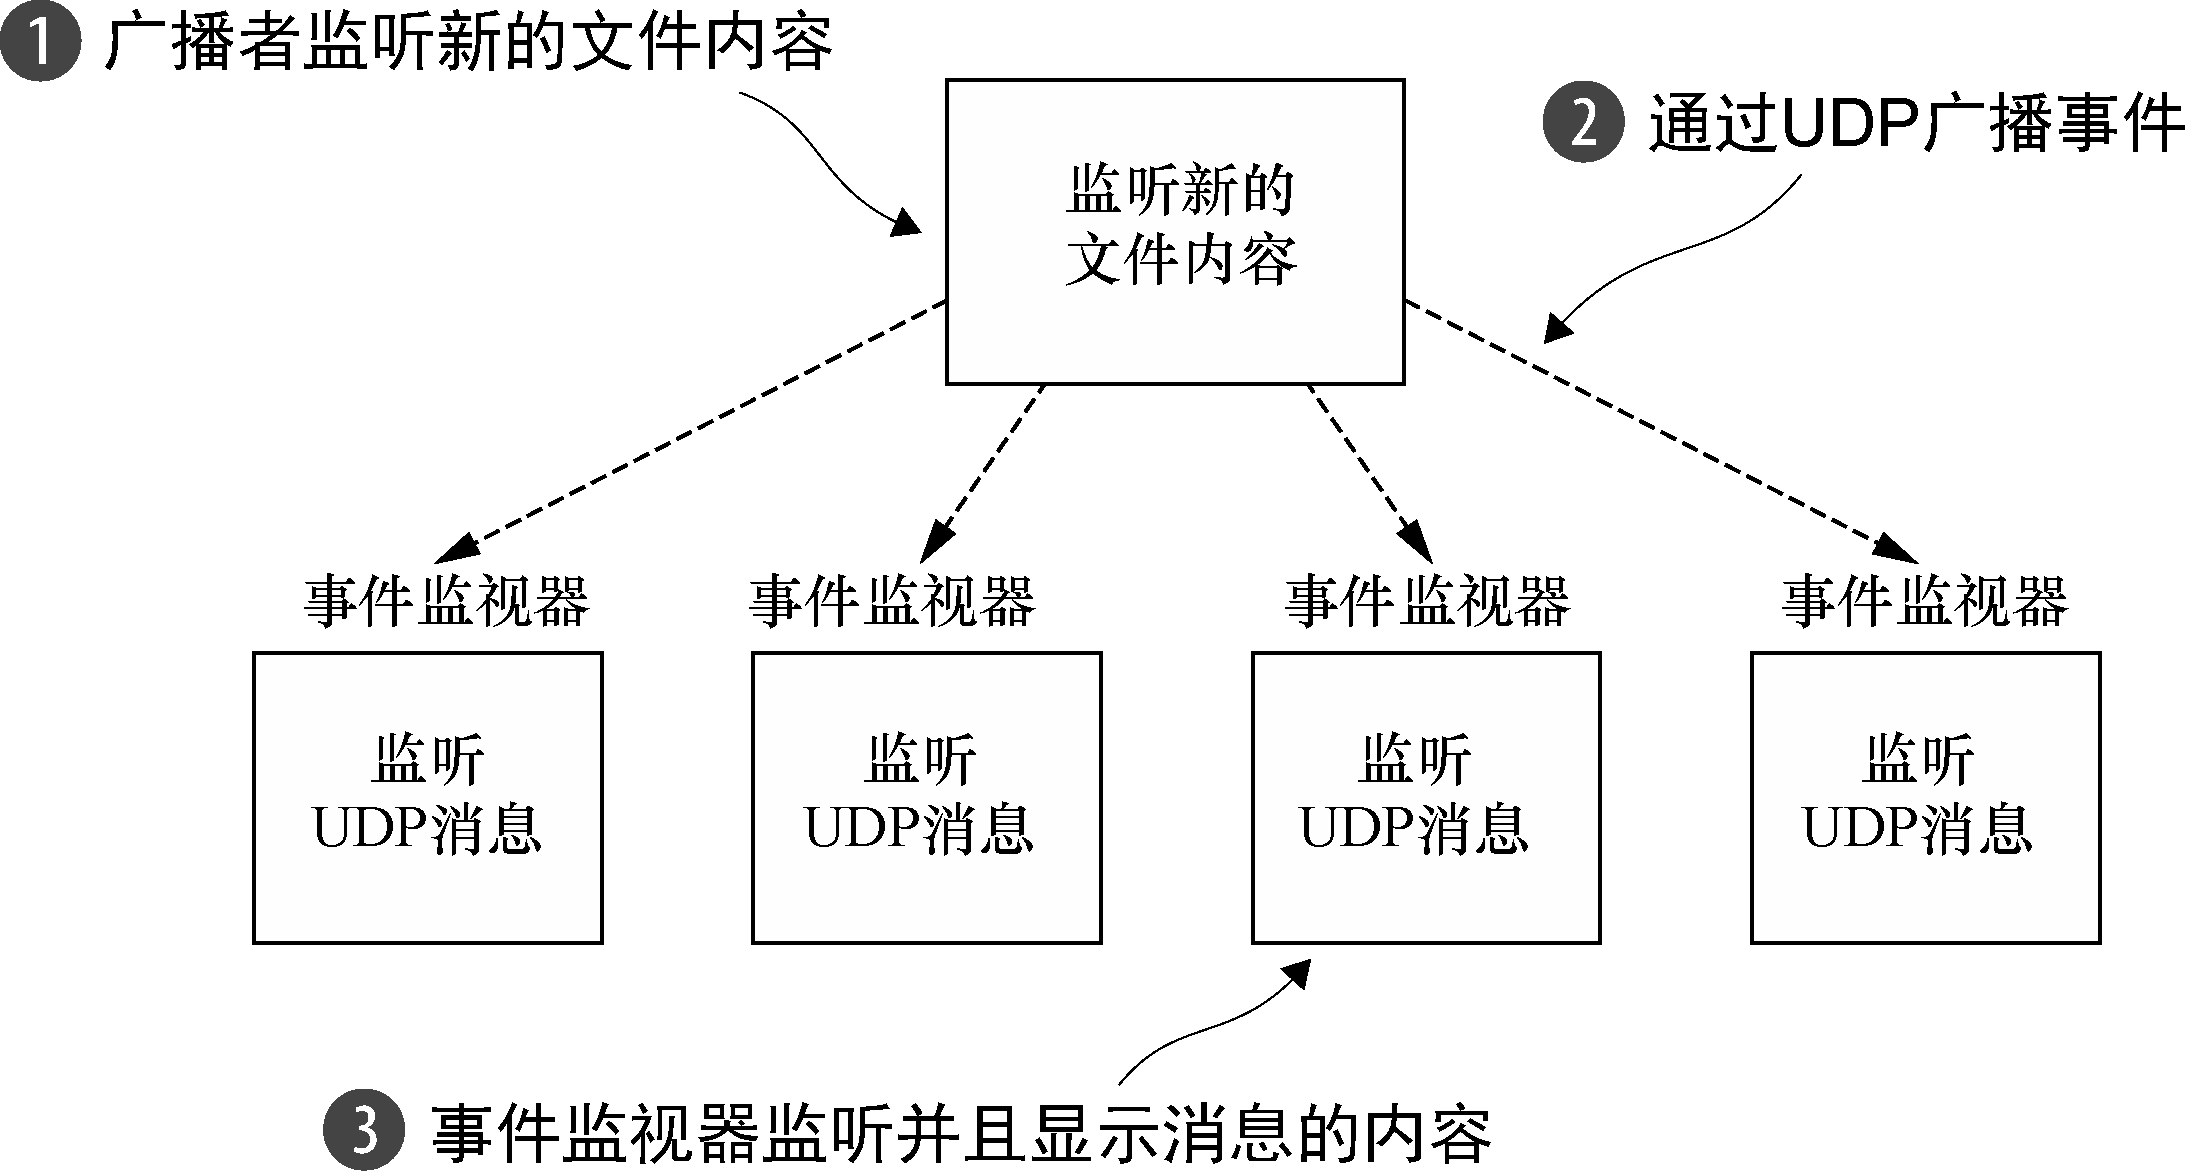 1 广播者监听新的文件内容
2 通过UDP广播事件
监听新的
文件内容
事件监视器
事件监视器
事件监视器
事件监视器
监听
UDP消息
监听
UDP消息
监听
UDP消息
监听
UDP消息
3 事件监视器监听并且显示消息的内容